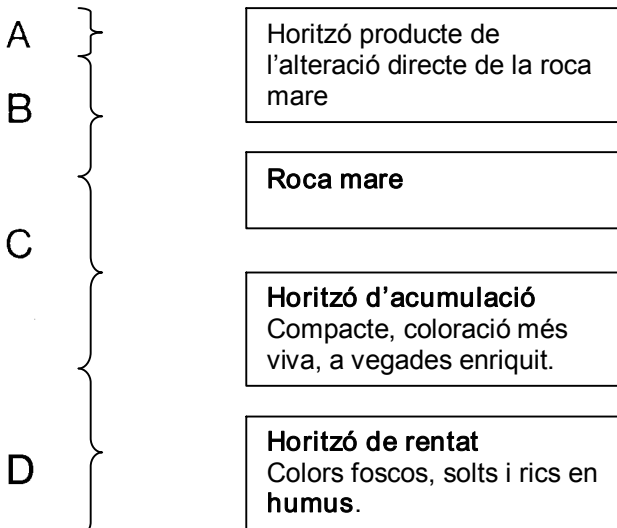 A
Horitzó producte de
l'alteració directe de la roca
mare
B
Roca mare
C
Horitzó d'acumulació
Compacte, coloració més
viva, a vegades enriquit.
D
Horitzó de rentat
Colors foscos, solts i rics en
humus.